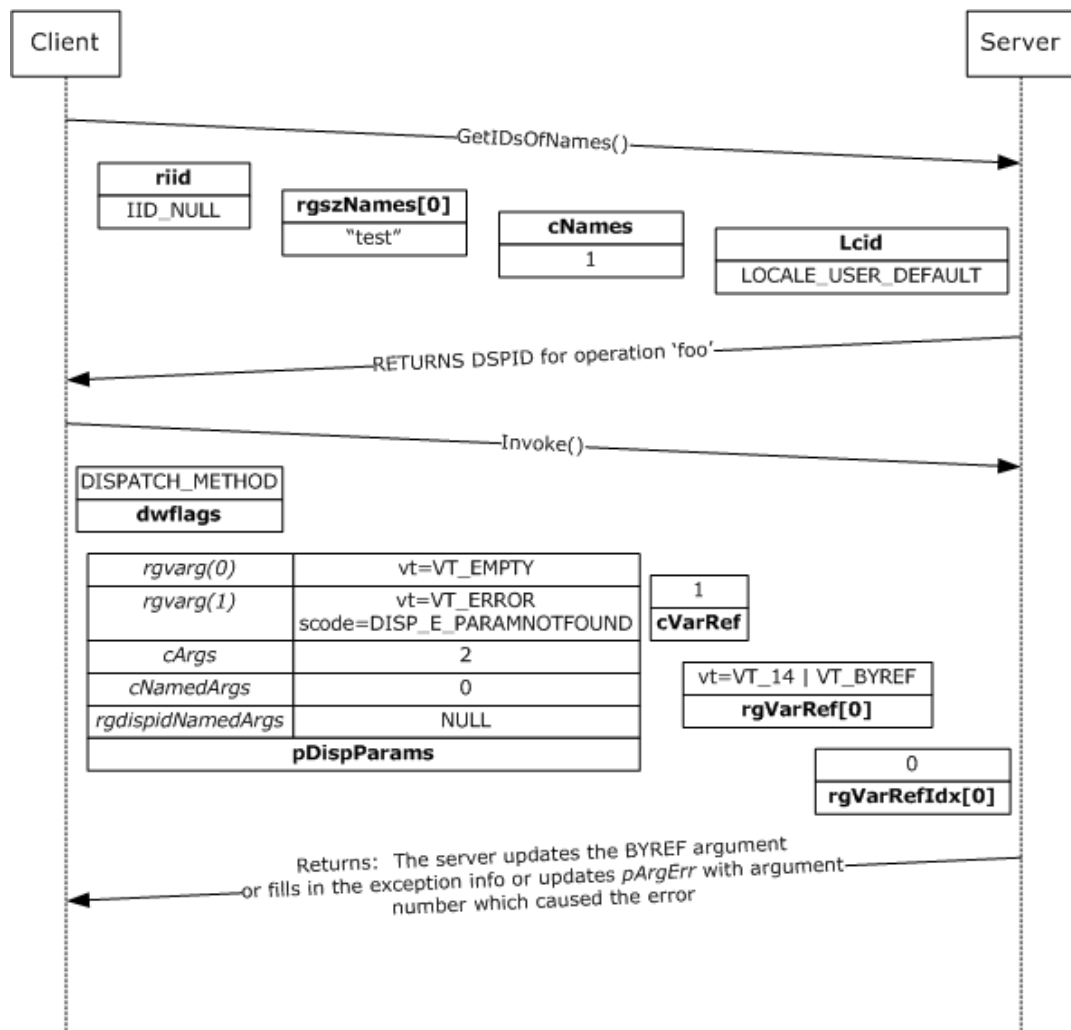 Client
Server
GetIDsOfNames()
riid
IID_NULL
rgszNames[0]
“test”
cNames
1
Lcid
LOCALE_USER_DEFAULT
RETURNS DSPID for operation ‘foo’
Invoke()
DISPATCH_METHOD
dwflags
rgvarg(0) vt=VT_EMPTY
rgvarg(1) vt=VT_ERROR
scode=DISP_E_PARAMNOTFOUND
cArgs 2
cNamedArgs 0
rgdispidNamedArgs NULL
pDispParams
1
cVarRef
vt=VT_14 | VT_BYREF
rgVarRef[0]
0
rgVarRefIdx[0]
Returns: The server updates the BYREF argument
or fills in the exception info or updates pArgErr with argument
number which caused the error